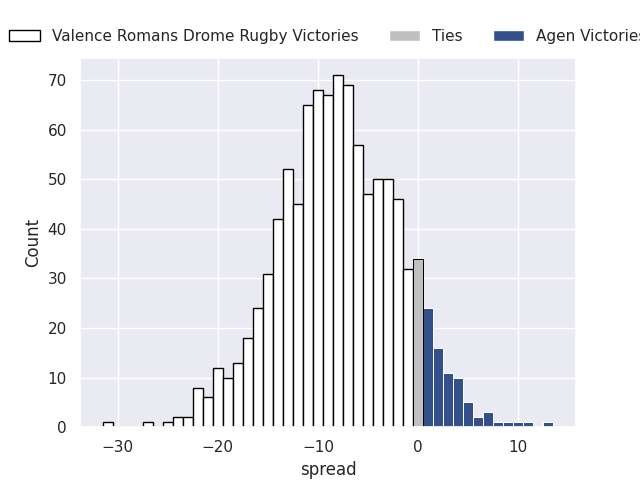 Valence Romans Drome Rugby Victories Ties Agen Victories
70
60
50
40
30
20
10
0
Count
−30 −20 −10 0 10
spread